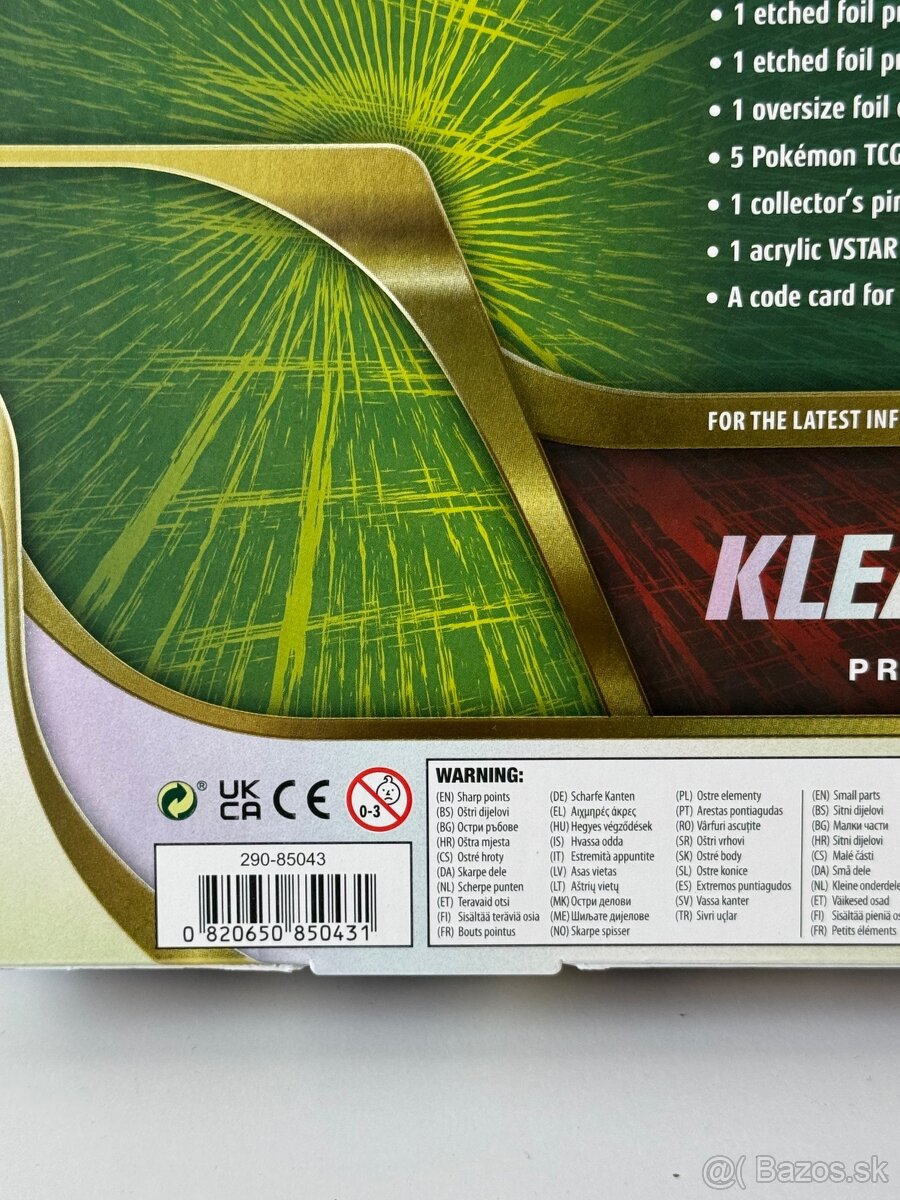 • 1 etched foil
• 1 etched foil
• 1 oversize foil
• 5 Pokémon TCG
• 1 collector's pin
• 1 acrylic VSTAR
• A code card for
FOR THE LATEST INF
KLEA
PR
® UK CA CE
0-3
290-85043
0 820650 850431
WARNING:
(EN) Sharp points
(BS) Oštri dijelovi
(BG) Остри ръбове
(HR) Oštra mjesta
(CS) Ostré hroty
(DA) Skarpe dele
(NL) Scherpe punten
(ET) Teravaid otsi
(FI) Sisältää teräviä osia
(FR) Bouts pointus
(DE) Scharfe Kanten
(EL) Αιχμηρές άκρες
(HU) Hegyes végződések
(IS) Hvassa odda
(IT) Estremità appuntite
(LV) Asas vietas
(LT) Aštrių vietų
(MK) Остри делови
(ME) Шиљате дијелове
(NO) Skarpe spisser
(PL) Ostre elementy
(PT) Arestas pontiagudas
(RO) Vârfuri ascuțite
(SR) Oštri vrhovi
(SK) Ostré body
(SL) Ostre konice
(ES) Extremos puntiagudos
(SV) Vassa kanter
(TR) Sivri uçlar
(EN) Small parts
(BS) Sitni dijelovi
(BG) Малки части
(HR) Sitni dijelovi
(CS) Malé části
(DA) Små dele
(NL) Kleine onderdele
(ET) Väikesed osad
(FI) Sisältää pieniä os
(FR) Petits éléments
@( Bazos.sk